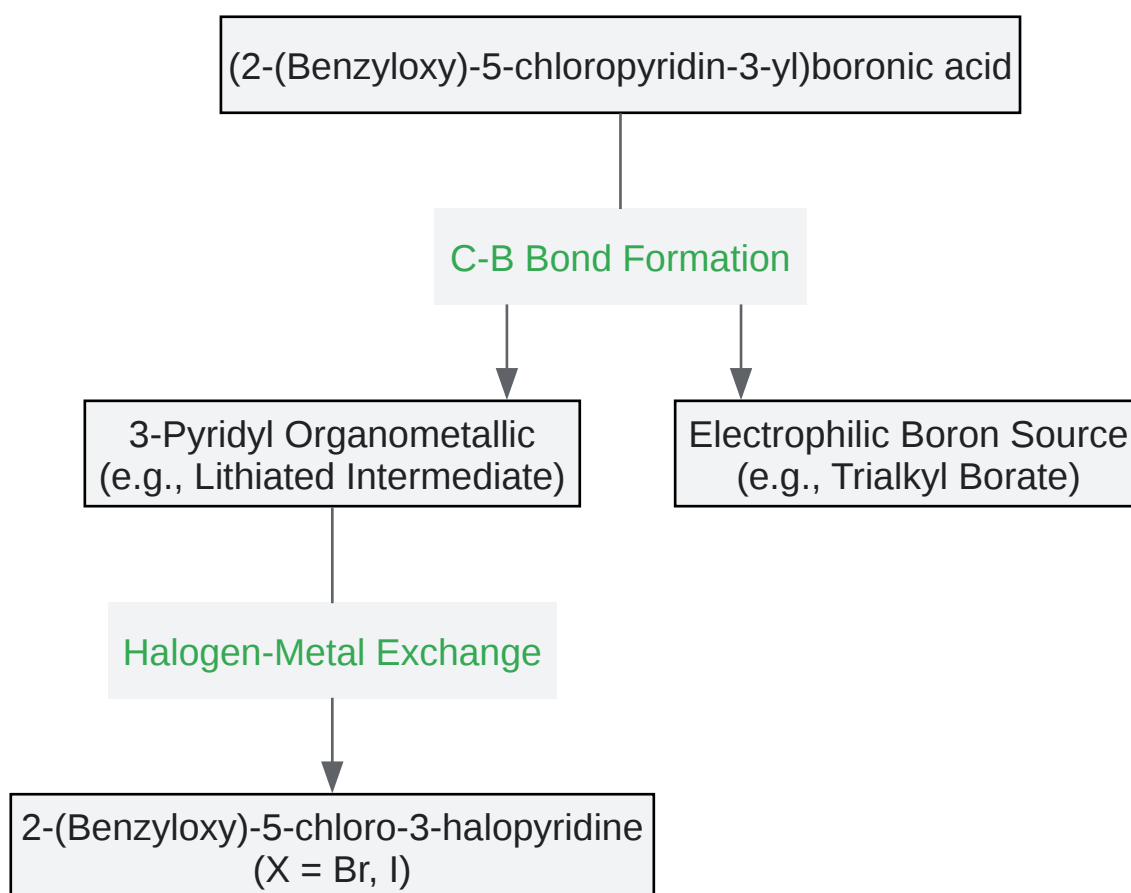 (2-(Benzyloxy)-5-chloropyridin-3-yl)boronic acid
C-B Bond Formation
3-Pyridyl Organometallic
(e.g., Lithiated Intermediate)
Electrophilic Boron Source
(e.g., Trialkyl Borate)
Halogen-Metal Exchange
2-(Benzyloxy)-5-chloro-3-halopyridine
(X = Br, I)